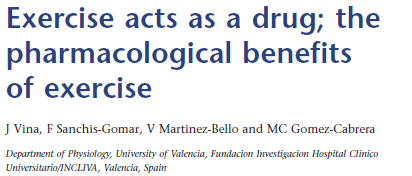 Exercise acts as a drug; the
pharmacological benefits
of exercise
J Vina, F Sanchis-Gomar, V Martinez-Bello and MC Gomez-Cabrera
Department of Physiology, University of Valencia, Fundacion Investigacion Hospital Clinico
Universitario/INCLIVA, Valencia, Spain